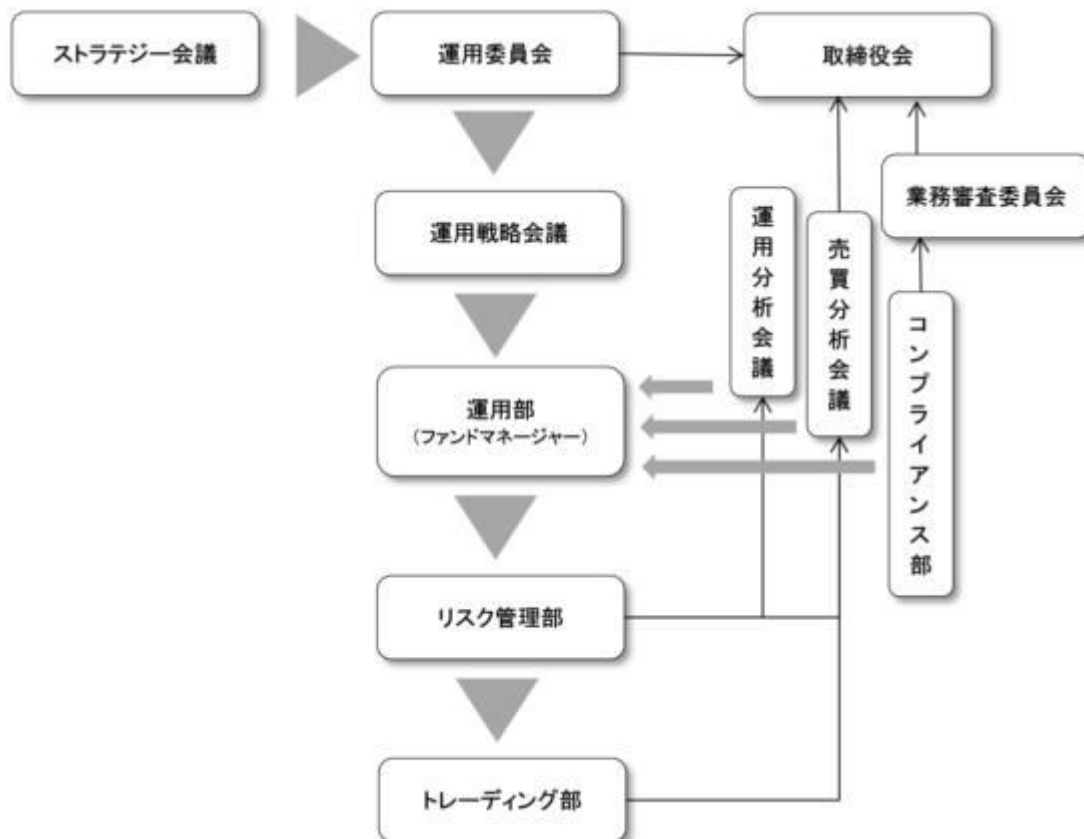 ストラテジー会議
運用委員会
取締役会
業務審査委員会
運用戦略会議
運用分析会議
売買分析会議
コンプライアンス部
運用部
(ファンドマネージャー)
リスク管理部
トレーディング部